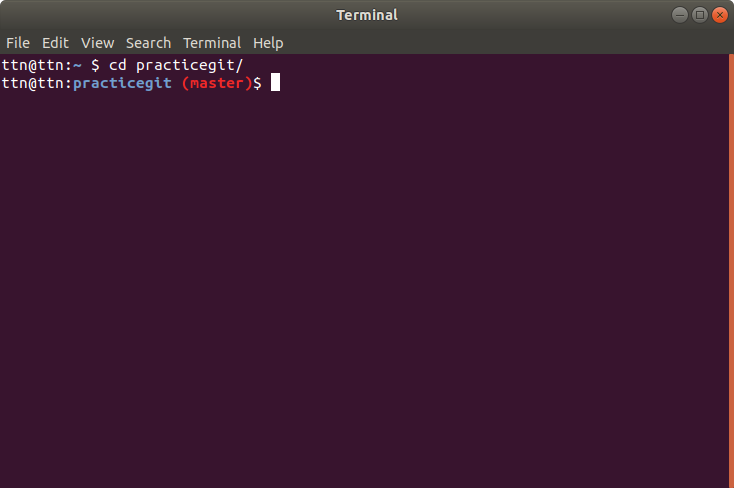 Terminal
File Edit View Search Terminal Help
ttn@ttn:~ $ cd practicegit/
ttn@ttn:practicegit (master)$